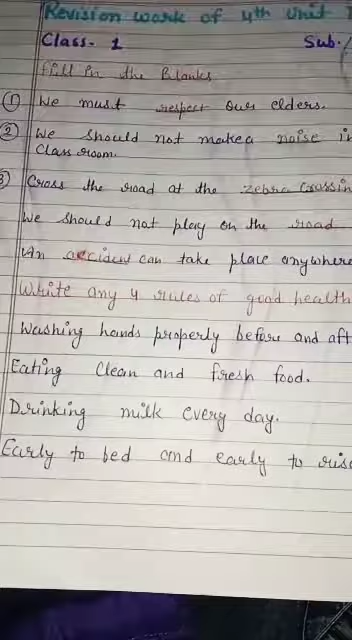 Revision work of 4th Unit
Class- 1 Sub.
Fill in the Blanks
① We must respect our elders.
② We should not make a noise in
Class room.
3 Cross the road at the zebra crossin
We should not play on the road
An accident can take place anywhere
Write any 4 rules of good health
Washing hands properly before and aft
Eating clean and fresh food.
Drinking milk every day.
Early to bed and early to rise